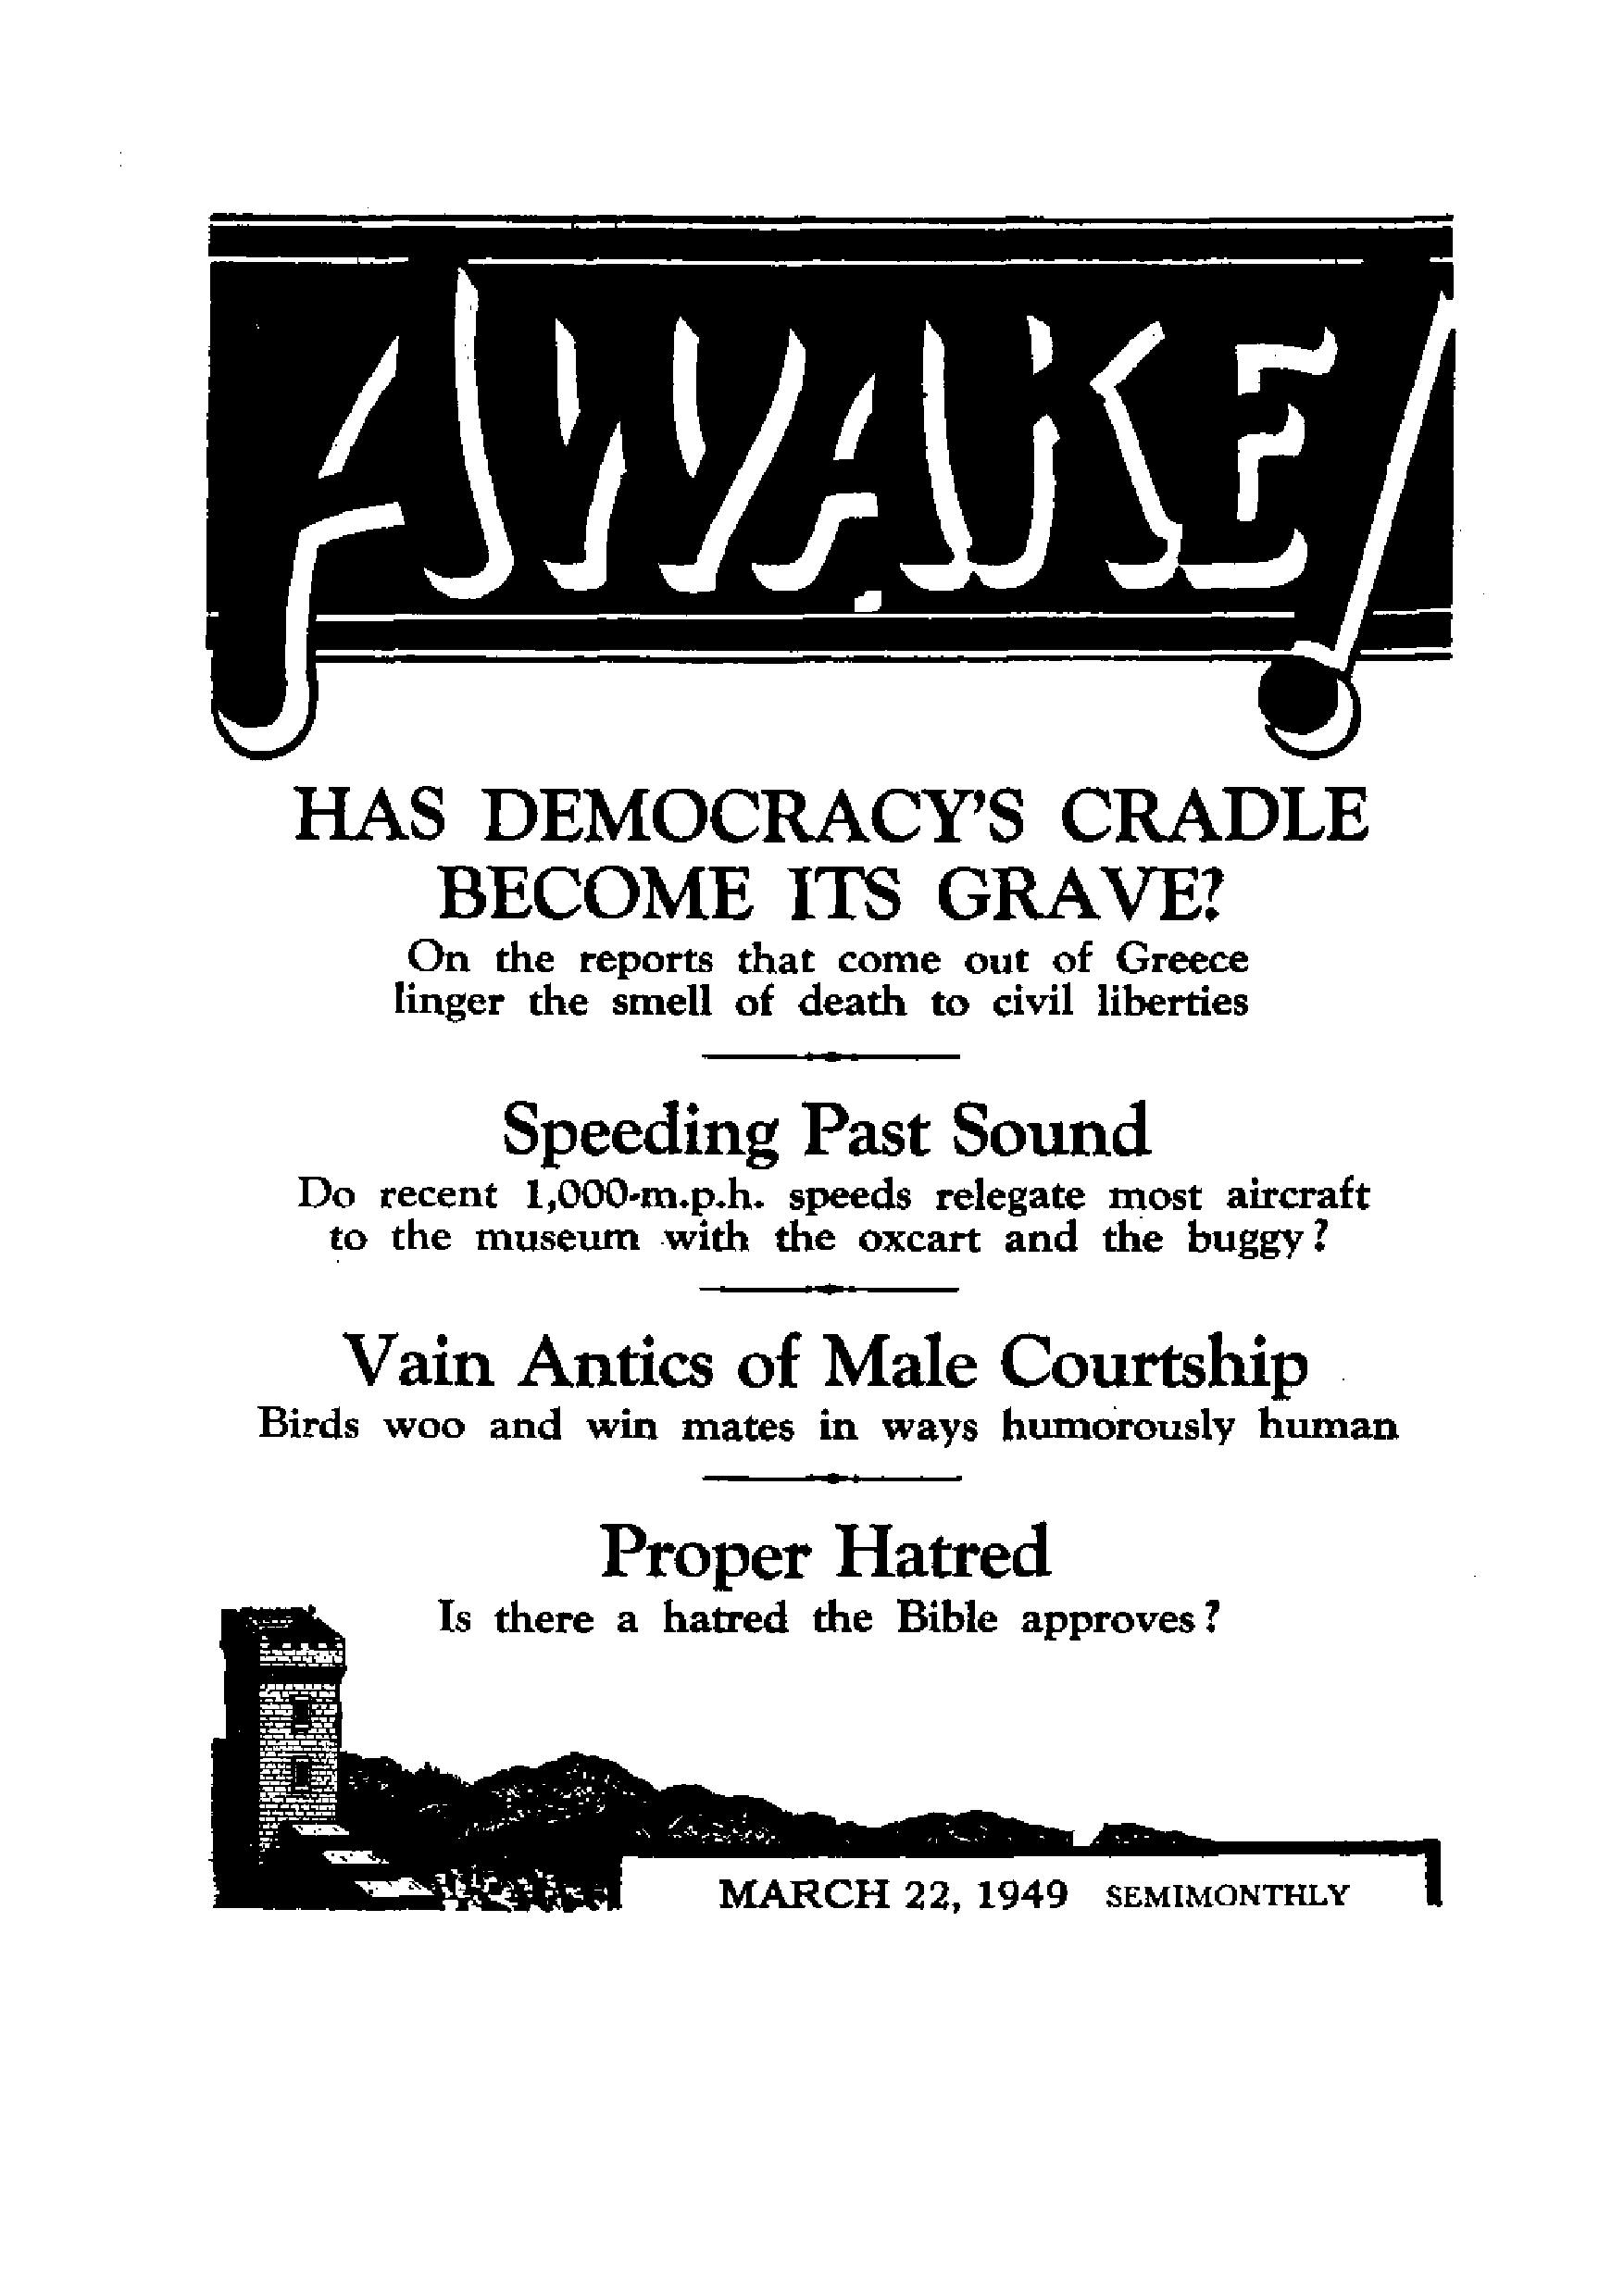 AWAKE!
HAS DEMOCRACY'S CRADLE
BECOME ITS GRAVE?
On the reports that come out of Greece
linger the smell of death to civil liberties
Speeding Past Sound
Do recent 1,000-m.p.h. speeds relegate most aircraft
to the museum with the oxcart and the buggy?
Vain Antics of Male Courtship
Birds woo and win mates in ways humorously human
Proper Hatred
Is there a hatred the Bible approves?
MARCH 22, 1949 SEMIMONTHLY